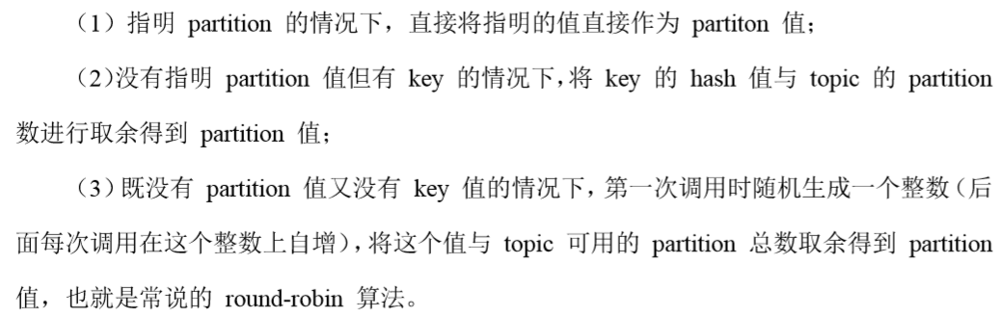 （1）指明 partition 的情况下，直接将指明的值直接作为 partiton 值；
（2）没有指明 partition 值但有 key 的情况下，将 key 的 hash 值与 topic 的 partition
数进行取余得到 partition 值；
（3）既没有 partition 值又没有 key 值的情况下，第一次调用时随机生成一个整数（后
面每次调用在这个整数上自增），将这个值与 topic 可用的 partition 总数取余得到 partition
值，也就是常说的 round-robin 算法。